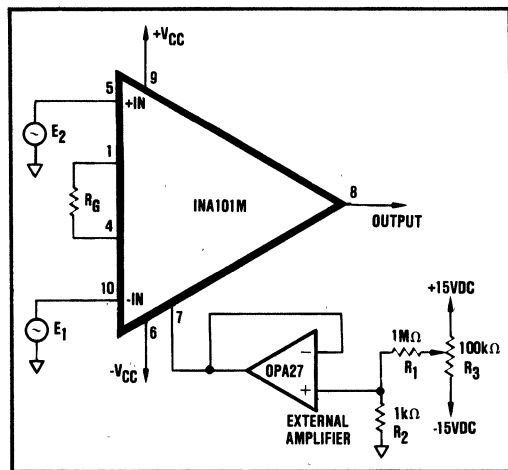 +VCC
9
5
+IN
E2
1
RG
4
INA101M
8
OUTPUT
10
-IN
E1
7
6
-VCC
OPA27
-
+
EXTERNAL
AMPLIFIER
1MΩ
R1
1kΩ
R2
+15VDC
100kΩ
R3
-15VDC